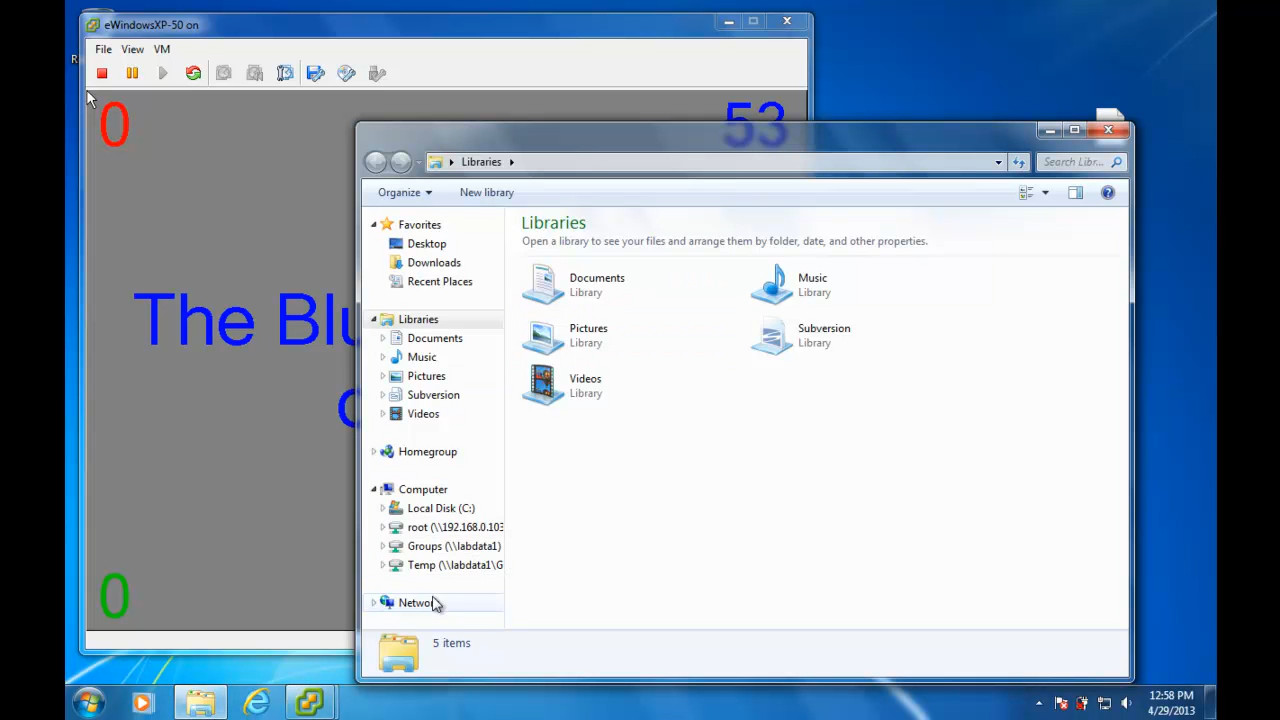 eWindowsXP-50 on
File View VM
0
53
The Blu
0
Libraries
Search Libr...
Organize
New library
Favorites
Desktop
Downloads
Recent Places
Libraries
Documents
Music
Pictures
Subversion
Videos
Homegroup
Computer
Local Disk (C:)
root (\\192.168.0.103
Groups (\\labdata1)
Temp (\\labdata1\G
Network
Libraries
Open a library to see your files and arrange them by folder, date, and other properties.
Documents
Library
Music
Library
Pictures
Library
Subversion
Library
Videos
Library
5 items
12:58 PM
4/29/2013